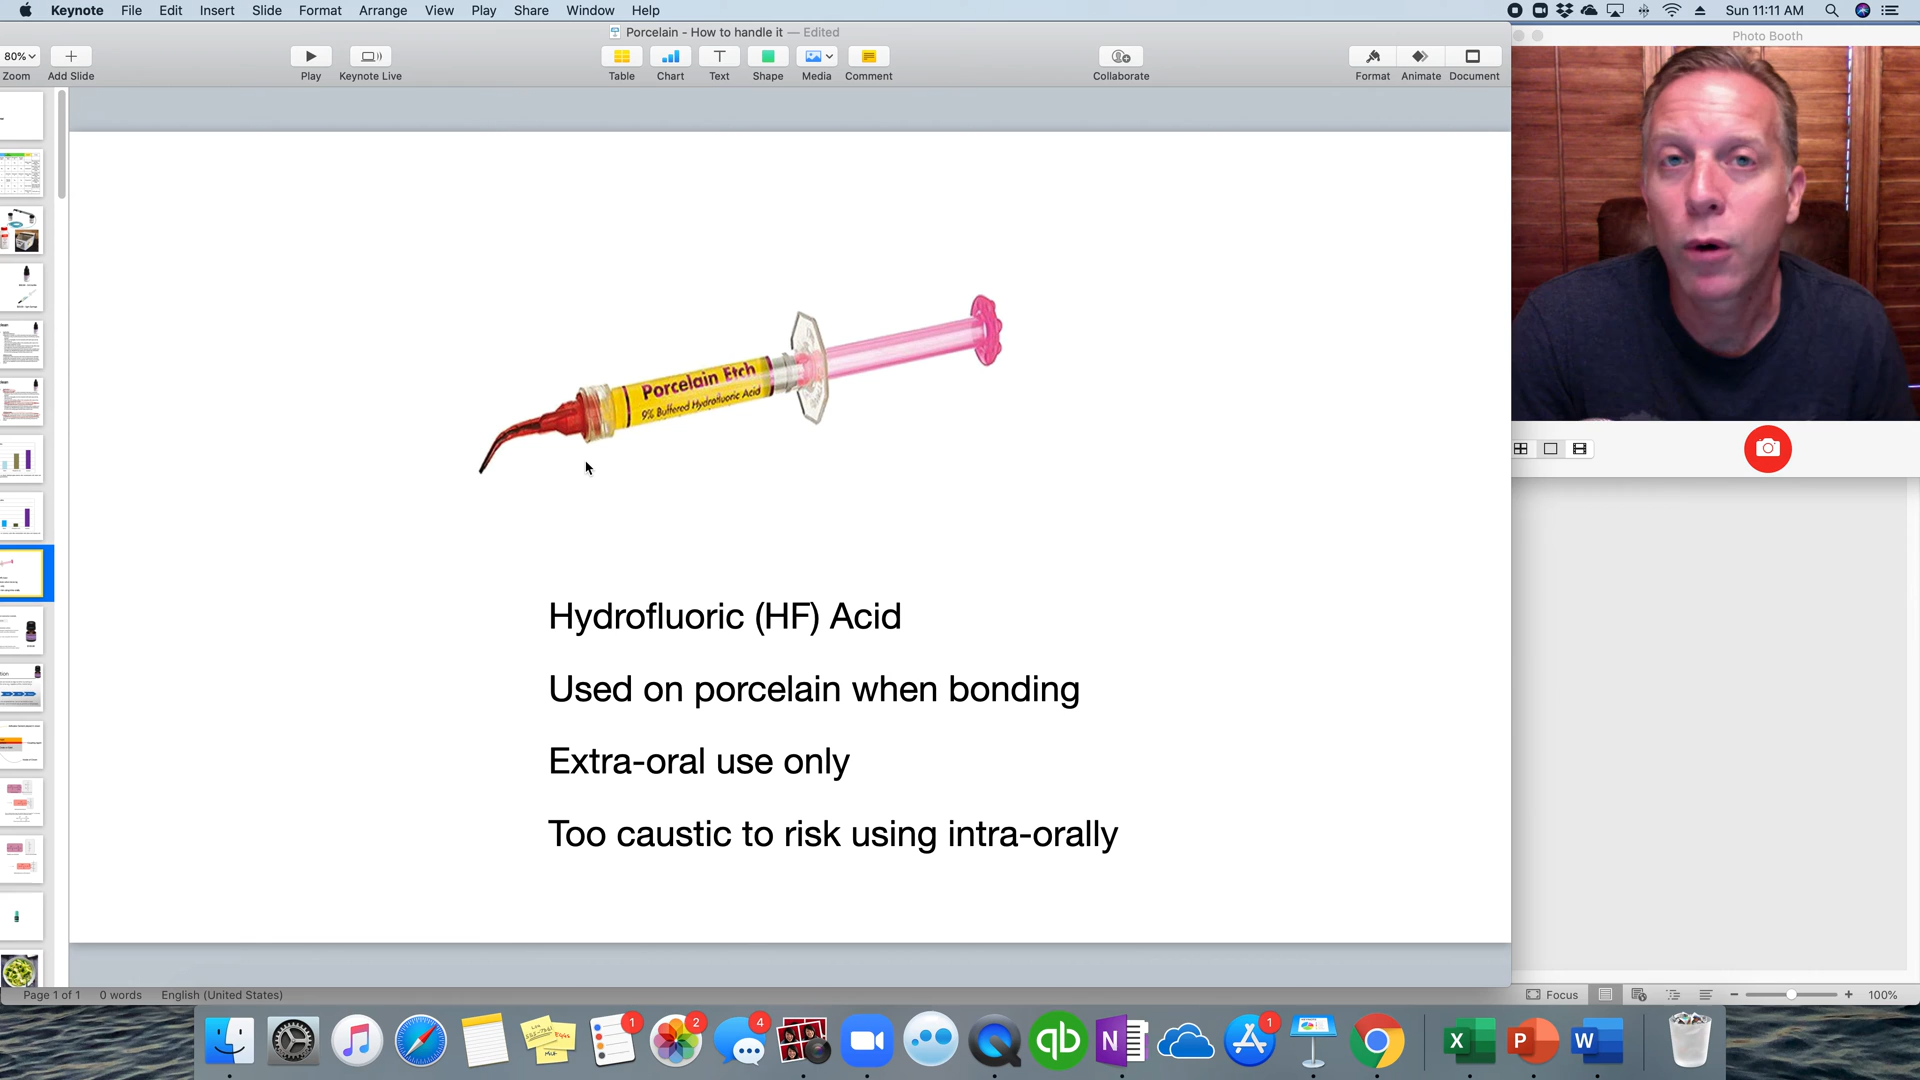 Keynote File Edit Insert Slide Format Arrange View Play Share Window Help
Sun 11:11 AM
Porcelain - How to handle it — Edited
Photo Booth
80%
Zoom Add Slide Play Keynote Live Table Chart Text Shape Media Comment Collaborate Format Animate Document
Porcelain Etch
9% Buffered Hydrofluoric Acid
Hydrofluoric (HF) Acid
Used on porcelain when bonding
Extra-oral use only
Too caustic to risk using intra-orally
Page 1 of 1 0 words English (United States)
Focus
100%
1
2
4
1